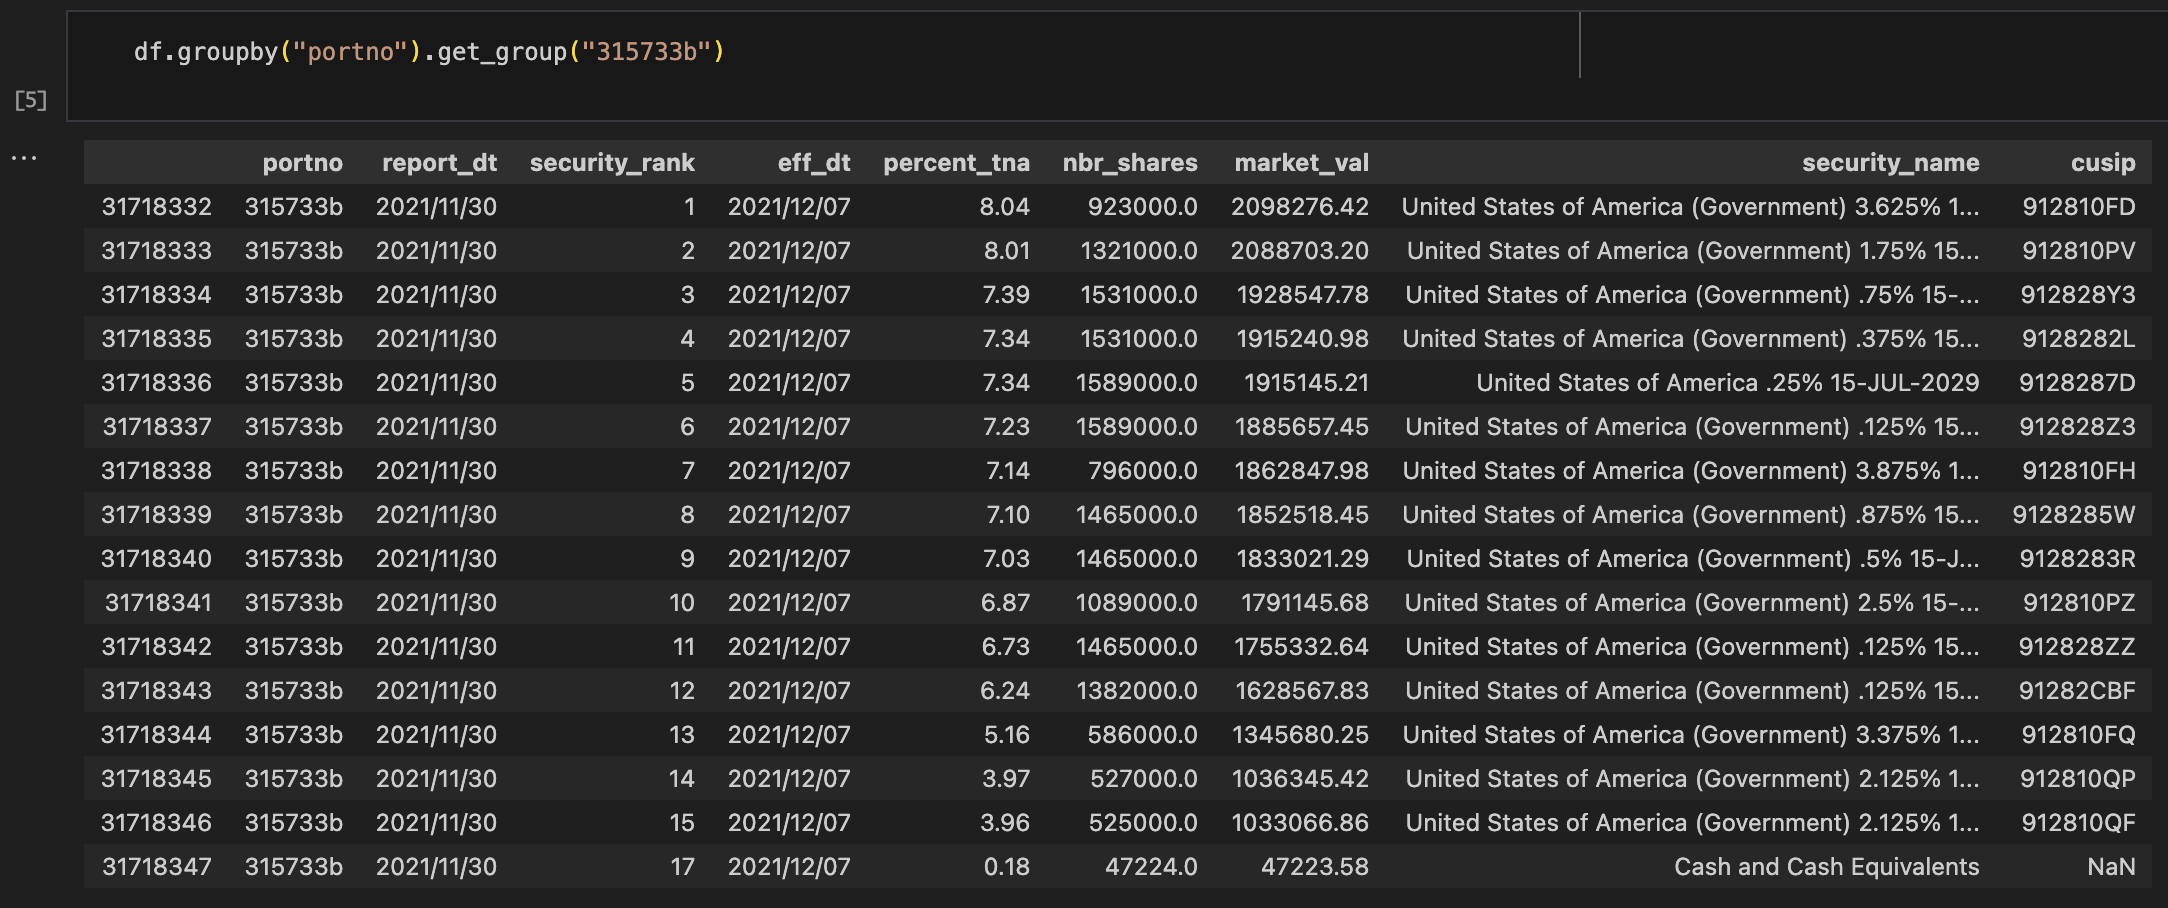 df.groupby("portno").get_group("315733b")
[5]
...
portno report_dt security_rank eff_dt percent_tna nbr_shares market_val security_name cusip
31718332 315733b 2021/11/30 1 2021/12/07 8.04 923000.0 2098276.42 United States of America (Government) 3.625% 1... 912810FD
31718333 315733b 2021/11/30 2 2021/12/07 8.01 1321000.0 2088703.20 United States of America (Government) 1.75% 15... 912810PV
31718334 315733b 2021/11/30 3 2021/12/07 7.39 1531000.0 1928547.78 United States of America (Government) .75% 15-... 912828Y3
31718335 315733b 2021/11/30 4 2021/12/07 7.34 1531000.0 1915240.98 United States of America (Government) .375% 15... 9128282L
31718336 315733b 2021/11/30 5 2021/12/07 7.34 1589000.0 1915145.21 United States of America .25% 15-JUL-2029 9128287D
31718337 315733b 2021/11/30 6 2021/12/07 7.23 1589000.0 1885657.45 United States of America (Government) .125% 15... 912828Z3
31718338 315733b 2021/11/30 7 2021/12/07 7.14 796000.0 1862847.98 United States of America (Government) 3.875% 1... 912810FH
31718339 315733b 2021/11/30 8 2021/12/07 7.10 1465000.0 1852518.45 United States of America (Government) .875% 15... 9128285W
31718340 315733b 2021/11/30 9 2021/12/07 7.03 1465000.0 1833021.29 United States of America (Government) .5% 15-J... 9128283R
31718341 315733b 2021/11/30 10 2021/12/07 6.87 1089000.0 1791145.68 United States of America (Government) 2.5% 15-... 912810PZ
31718342 315733b 2021/11/30 11 2021/12/07 6.73 1465000.0 1755332.64 United States of America (Government) .125% 15... 912828ZZ
31718343 315733b 2021/11/30 12 2021/12/07 6.24 1382000.0 1628567.83 United States of America (Government) .125% 15... 91282CBF
31718344 315733b 2021/11/30 13 2021/12/07 5.16 586000.0 1345680.25 United States of America (Government) 3.375% 1... 912810FQ
31718345 315733b 2021/11/30 14 2021/12/07 3.97 527000.0 1036345.42 United States of America (Government) 2.125% 1... 912810QP
31718346 315733b 2021/11/30 15 2021/12/07 3.96 525000.0 1033066.86 United States of America (Government) 2.125% 1... 912810QF
31718347 315733b 2021/11/30 17 2021/12/07 0.18 47224.0 47223.58 Cash and Cash Equivalents NaN